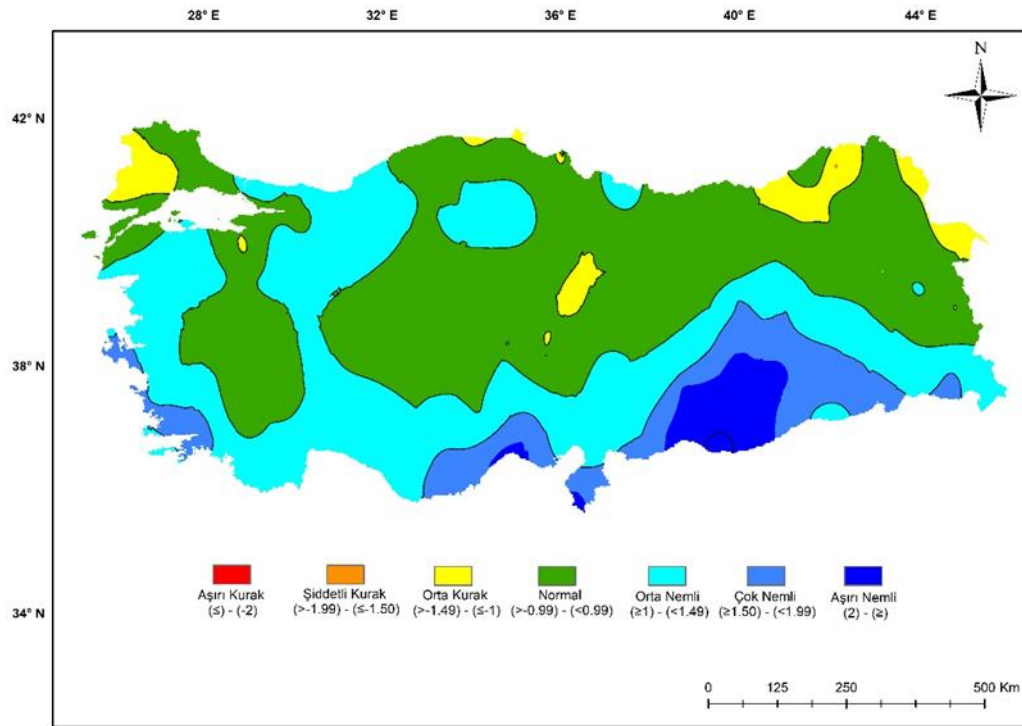 28° E 32° E 36° E 40° E 44° E
N
42° N
38° N
34° N
Aşırı Kurak
(≤) - (-2)
Şiddetli Kurak
(>-1.99) - (≤-1.50)
Orta Kurak
(>-1.49) - (≤-1)
Normal
(>-0.99) - (<0.99)
Orta Nemli
(≥1) - (<1.49)
Çok Nemli
(≥1.50) - (<1.99)
Aşırı Nemli
(2) - (≥)
0 125 250 500 Km